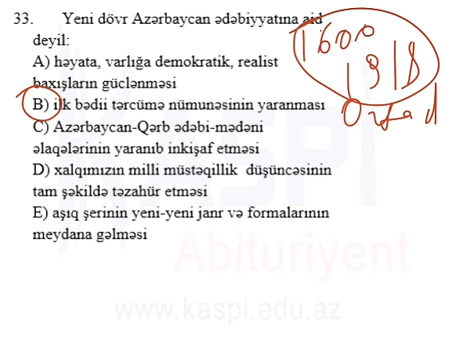 33. Yeni dövr Azərbaycan ədəbiyyatına aid
deyil:
A) həyata, varlığa demokratik, realist
baxışların güclənməsi
B) ilk bədii tərcümə nümunəsinin yaranması
C) Azərbaycan-Qərb ədəbi-mədəni
əlaqələrinin yaranıb inkişaf etməsi
D) xalqımızın milli müstəqillik düşüncəsinin
tam şəkildə təzahür etməsi
E) aşıq şerinin yeni-yeni janr və formalarının
meydana gəlməsi
1600
1918
KASPI
Abituriyent
www.kaspi.edu.az